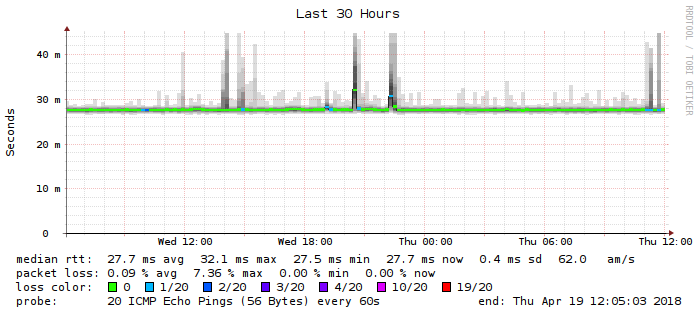 Last 30 Hours
RRDTOOL / TOBI OETIKER
Seconds
40 m
30 m
20 m
10 m
0
Wed 12:00 Wed 18:00 Thu 00:00 Thu 06:00 Thu 12:00
median rtt: 27.7 ms avg 32.1 ms max 27.5 ms min 27.7 ms now 0.4 ms sd 62.0 am/s
packet loss: 0.09 % avg 7.36 % max 0.00 % min 0.00 % now
loss color: 0 1/20 2/20 3/20 4/20 10/20 19/20
probe: 20 ICMP Echo Pings (56 Bytes) every 60s end: Thu Apr 19 12:05:03 2018